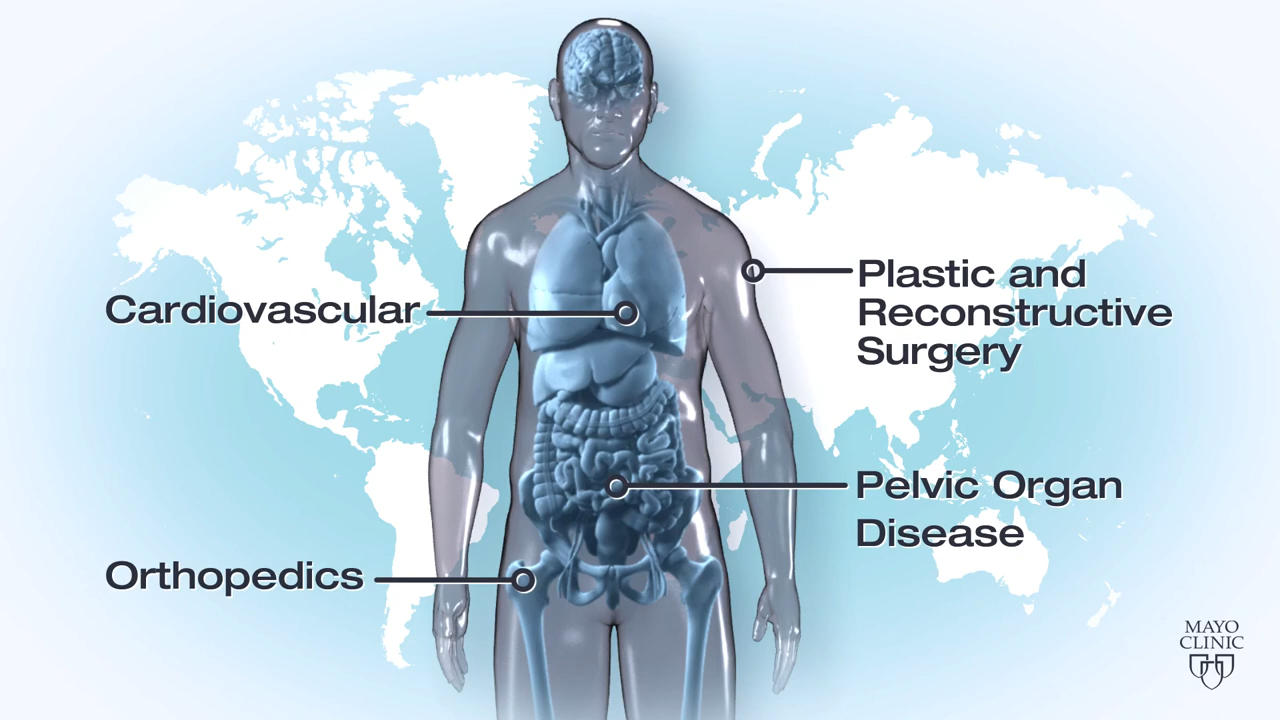 Cardiovascular
Plastic and
Reconstructive
Surgery
Pelvic Organ
Disease
Orthopedics
MAYO
CLINIC